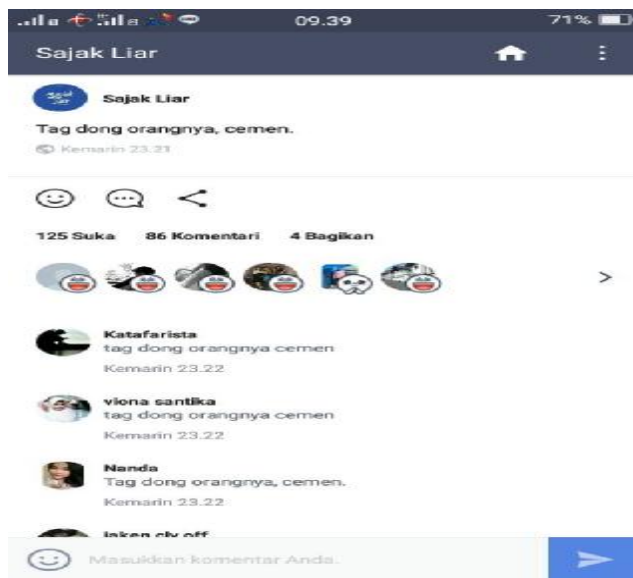 09.39
71%
Sajak Liar
Sajak Liar
Tag dong orangnya, cemen.
Kemarin 23.21
125 Suka 86 Komentari 4 Bagikan
>
Katafarista
tag dong orangnya cemen
Kemarin 23.22
viona santika
tag dong orangnya cemen
Kemarin 23.22
Nanda
Tag dong orangnya, cemen.
Kemarin 23.22
Masukkan komentar Anda.